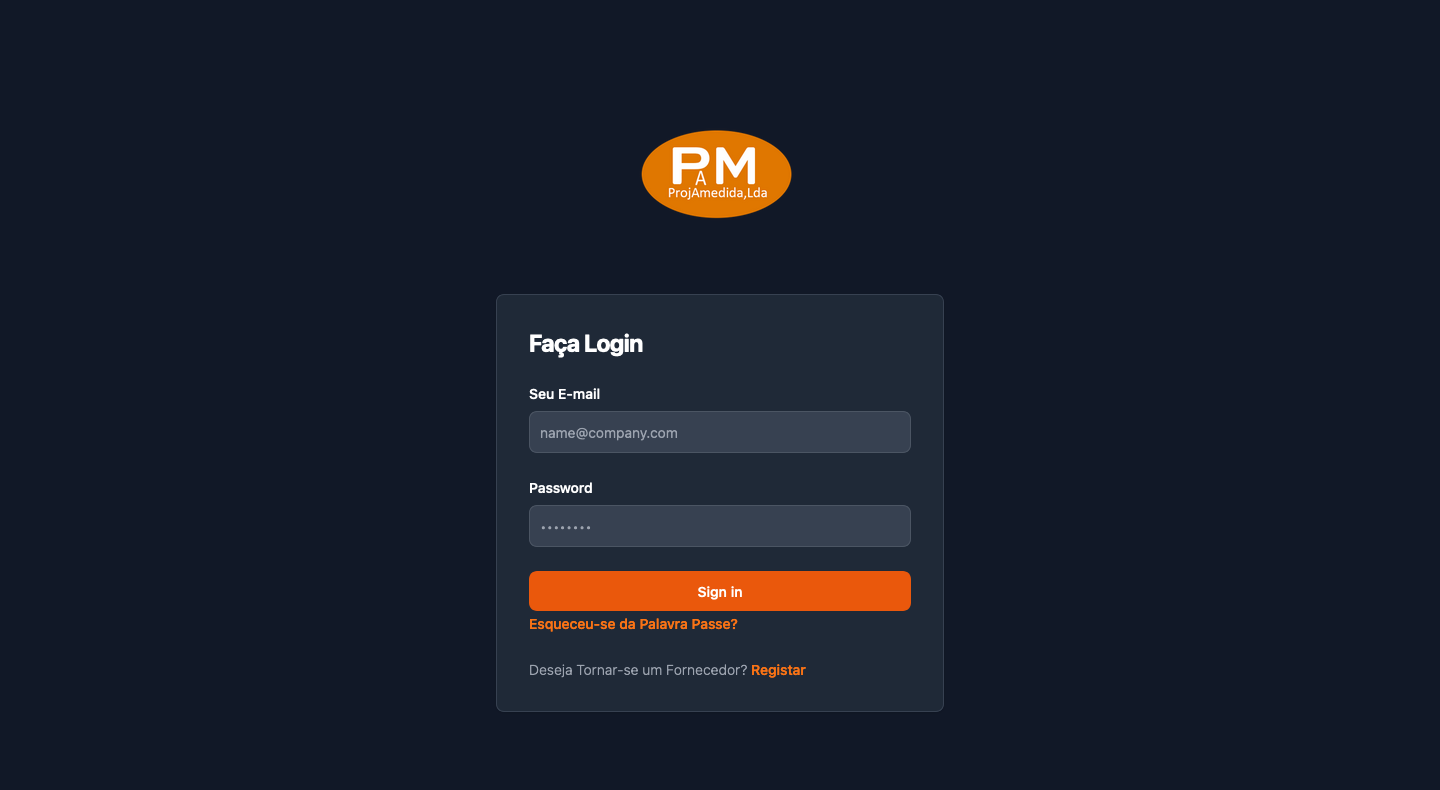 PAM
ProjAmedida,Lda
Faça Login
Seu E-mail
name@company.com
Password
••••••••
Sign in
Esqueceu-se da Palavra Passe?
Deseja Tornar-se um Fornecedor? Registar